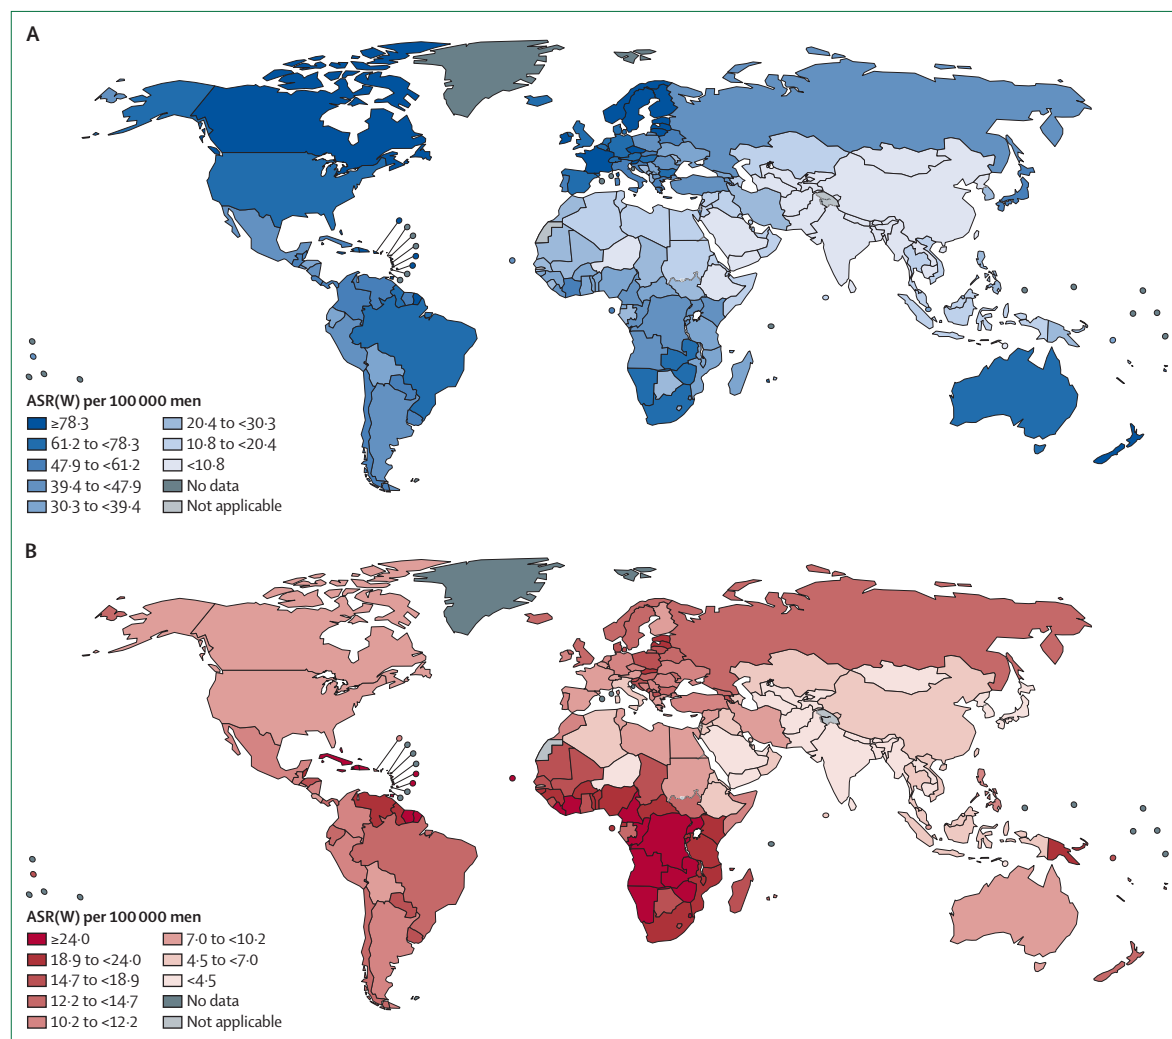 A
ASR(W) per 100 000 men
≥78·3
61·2 to <78·3
47·9 to <61·2
39·4 to <47·9
30·3 to <39·4
20·4 to <30·3
10·8 to <20·4
<10·8
No data
Not applicable
B
ASR(W) per 100 000 men
≥24·0
18·9 to <24·0
14·7 to <18·9
12·2 to <14·7
10·2 to <12·2
7·0 to <10·2
4·5 to <7·0
<4·5
No data
Not applicable